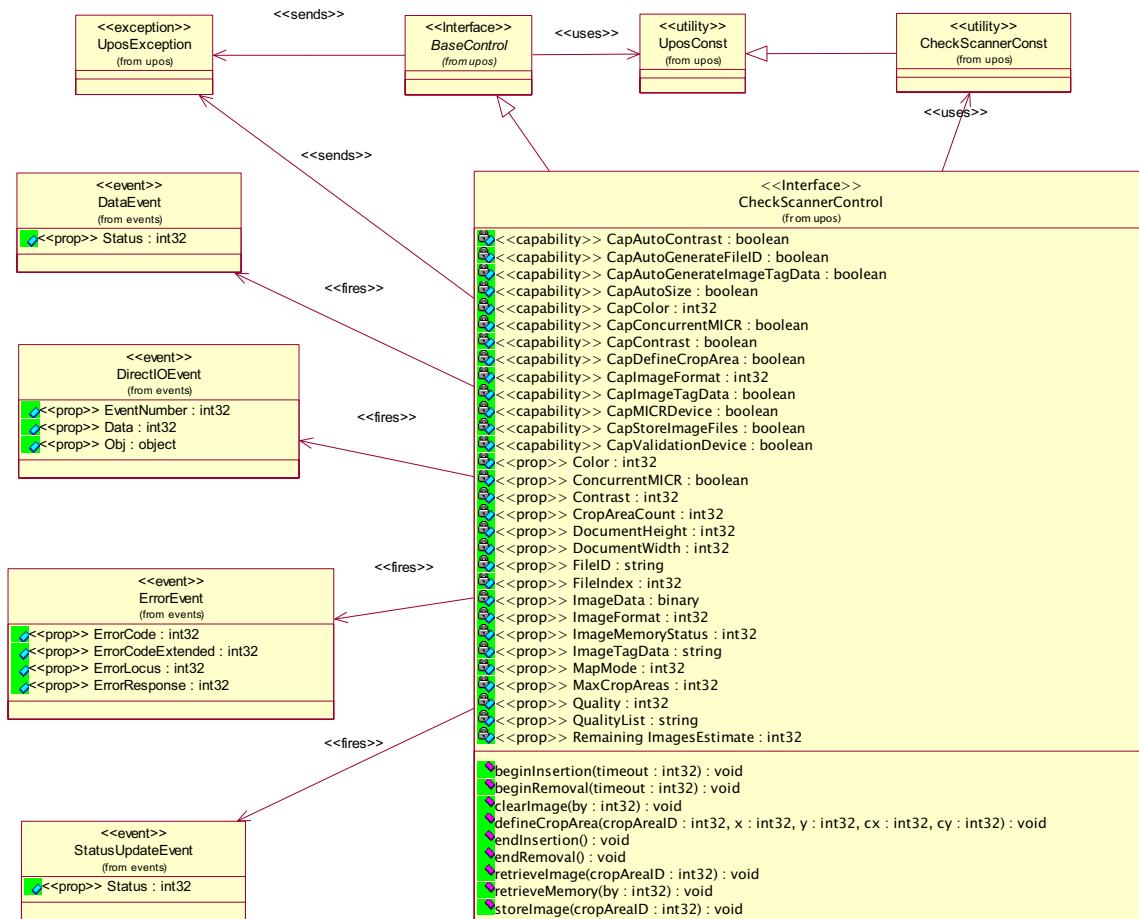 <<sends>>
<<exception>>
UposException
(from upos)
<<Interface>>
BaseControl
(from upos)
<<uses>>
<<utility>>
UposConst
(from upos)
<<utility>>
CheckScannerConst
(from upos)
<<uses>>
<<sends>>
<<event>>
DataEvent
(from events)
<<prop>> Status : int32
<<fires>>
<<event>>
DirectIOEvent
(from events)
<<prop>> EventNumber : int32
<<prop>> Data : int32
<<prop>> Obj : object
<<fires>>
<<event>>
ErrorEvent
(from events)
<<prop>> ErrorCode : int32
<<prop>> ErrorCodeExtended : int32
<<prop>> ErrorLocus : int32
<<prop>> ErrorResponse : int32
<<fires>>
<<fires>>
<<event>>
StatusUpdateEvent
(from events)
<<prop>> Status : int32
<<Interface>>
CheckScannerControl
(from upos)
<<capability>> CapAutoContrast : boolean
<<capability>> CapAutoGenerateFileID : boolean
<<capability>> CapAutoGenerateImageTagData : boolean
<<capability>> CapAutoSize : boolean
<<capability>> CapColor : int32
<<capability>> CapConcurrentMICR : boolean
<<capability>> CapContrast : boolean
<<capability>> CapDefineCropArea : boolean
<<capability>> CapImageFormat : int32
<<capability>> CapImageTagData : boolean
<<capability>> CapMICRDevice : boolean
<<capability>> CapStoreImageFiles : boolean
<<capability>> CapValidationDevice : boolean
<<prop>> Color : int32
<<prop>> ConcurrentMICR : boolean
<<prop>> Contrast : int32
<<prop>> CropAreaCount : int32
<<prop>> DocumentHeight : int32
<<prop>> DocumentWidth : int32
<<prop>> FileID : string
<<prop>> FileIndex : int32
<<prop>> ImageData : binary
<<prop>> ImageFormat : int32
<<prop>> ImageMemoryStatus : int32
<<prop>> ImageTagData : string
<<prop>> MapMode : int32
<<prop>> MaxCropAreas : int32
<<prop>> Quality : int32
<<prop>> QualityList : string
<<prop>> Remaining ImagesEstimate : int32
beginInsertion(timeout : int32) : void
beginRemoval(timeout : int32) : void
clearImage(by : int32) : void
defineCropArea(cropAreaID : int32, x : int32, y : int32, cx : int32, cy : int32) : void
endInsertion() : void
endRemoval() : void
retrieveImage(cropAreaID : int32) : void
retrieveMemory(by : int32) : void
storeImage(cropAreaID : int32) : void